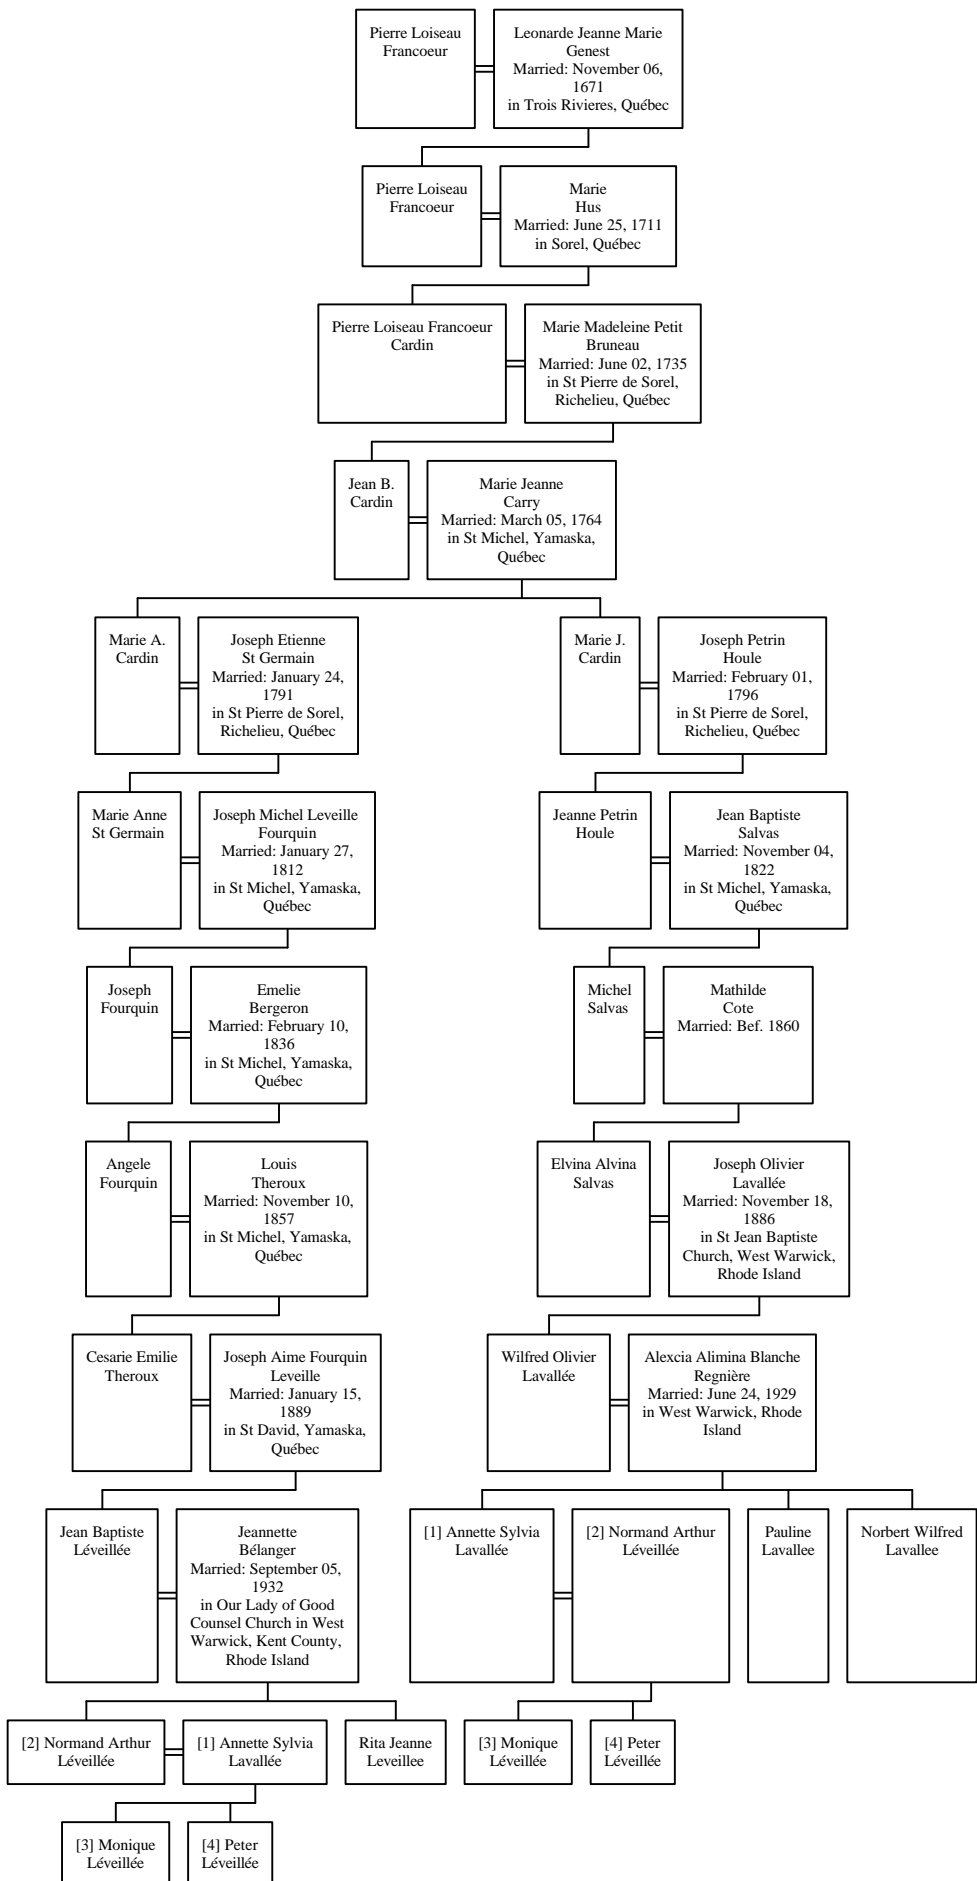 Pierre Loiseau
Francoeur
Leonarde Jeanne Marie
Genest
Married: November 06,
1671
in Trois Rivieres, Québec
Pierre Loiseau
Francoeur
Marie
Hus
Married: June 25, 1711
in Sorel, Québec
Pierre Loiseau Francoeur
Cardin
Marie Madeleine Petit
Bruneau
Married: June 02, 1735
in St Pierre de Sorel,
Richelieu, Québec
Jean B.
Cardin
Marie Jeanne
Carry
Married: March 05, 1764
in St Michel, Yamaska,
Québec
Marie A.
Cardin
Joseph Etienne
St Germain
Married: January 24,
1791
in St Pierre de Sorel,
Richelieu, Québec
Marie J.
Cardin
Joseph Petrin
Houle
Married: February 01,
1796
in St Pierre de Sorel,
Richelieu, Québec
Marie Anne
St Germain
Joseph Michel Leveille
Fourquin
Married: January 27,
1812
in St Michel, Yamaska,
Québec
Jeanne Petrin
Houle
Jean Baptiste
Salvas
Married: November 04,
1822
in St Michel, Yamaska,
Québec
Joseph
Fourquin
Emelie
Bergeron
Married: February 10,
1836
in St Michel, Yamaska,
Québec
Michel
Salvas
Mathilde
Cote
Married: Bef. 1860
Angele
Fourquin
Louis
Theroux
Married: November 10,
1857
in St Michel, Yamaska,
Québec
Elvina Alvina
Salvas
Joseph Olivier
Lavallée
Married: November 18,
1886
in St Jean Baptiste
Church, West Warwick,
Rhode Island
Cesarie Emilie
Theroux
Joseph Aime Fourquin
Leveille
Married: January 15,
1889
in St David, Yamaska,
Québec
Wilfred Olivier
Lavallée
Alexcia Alimina Blanche
Regnière
Married: June 24, 1929
in West Warwick, Rhode
Island
Jean Baptiste
Léveillée
Jeannette
Bélanger
Married: September 05,
1932
in Our Lady of Good
Counsel Church in West
Warwick, Kent County,
Rhode Island
[1] Annette Sylvia
Lavallée
[2] Normand Arthur
Léveillée
Pauline
Lavallee
Norbert Wilfred
Lavallee
[2] Normand Arthur
Léveillée
[1] Annette Sylvia
Lavallée
Rita Jeanne
Leveillee
[3] Monique
Léveillée
[4] Peter
Léveillée
[3] Monique
Léveillée
[4] Peter
Léveillée